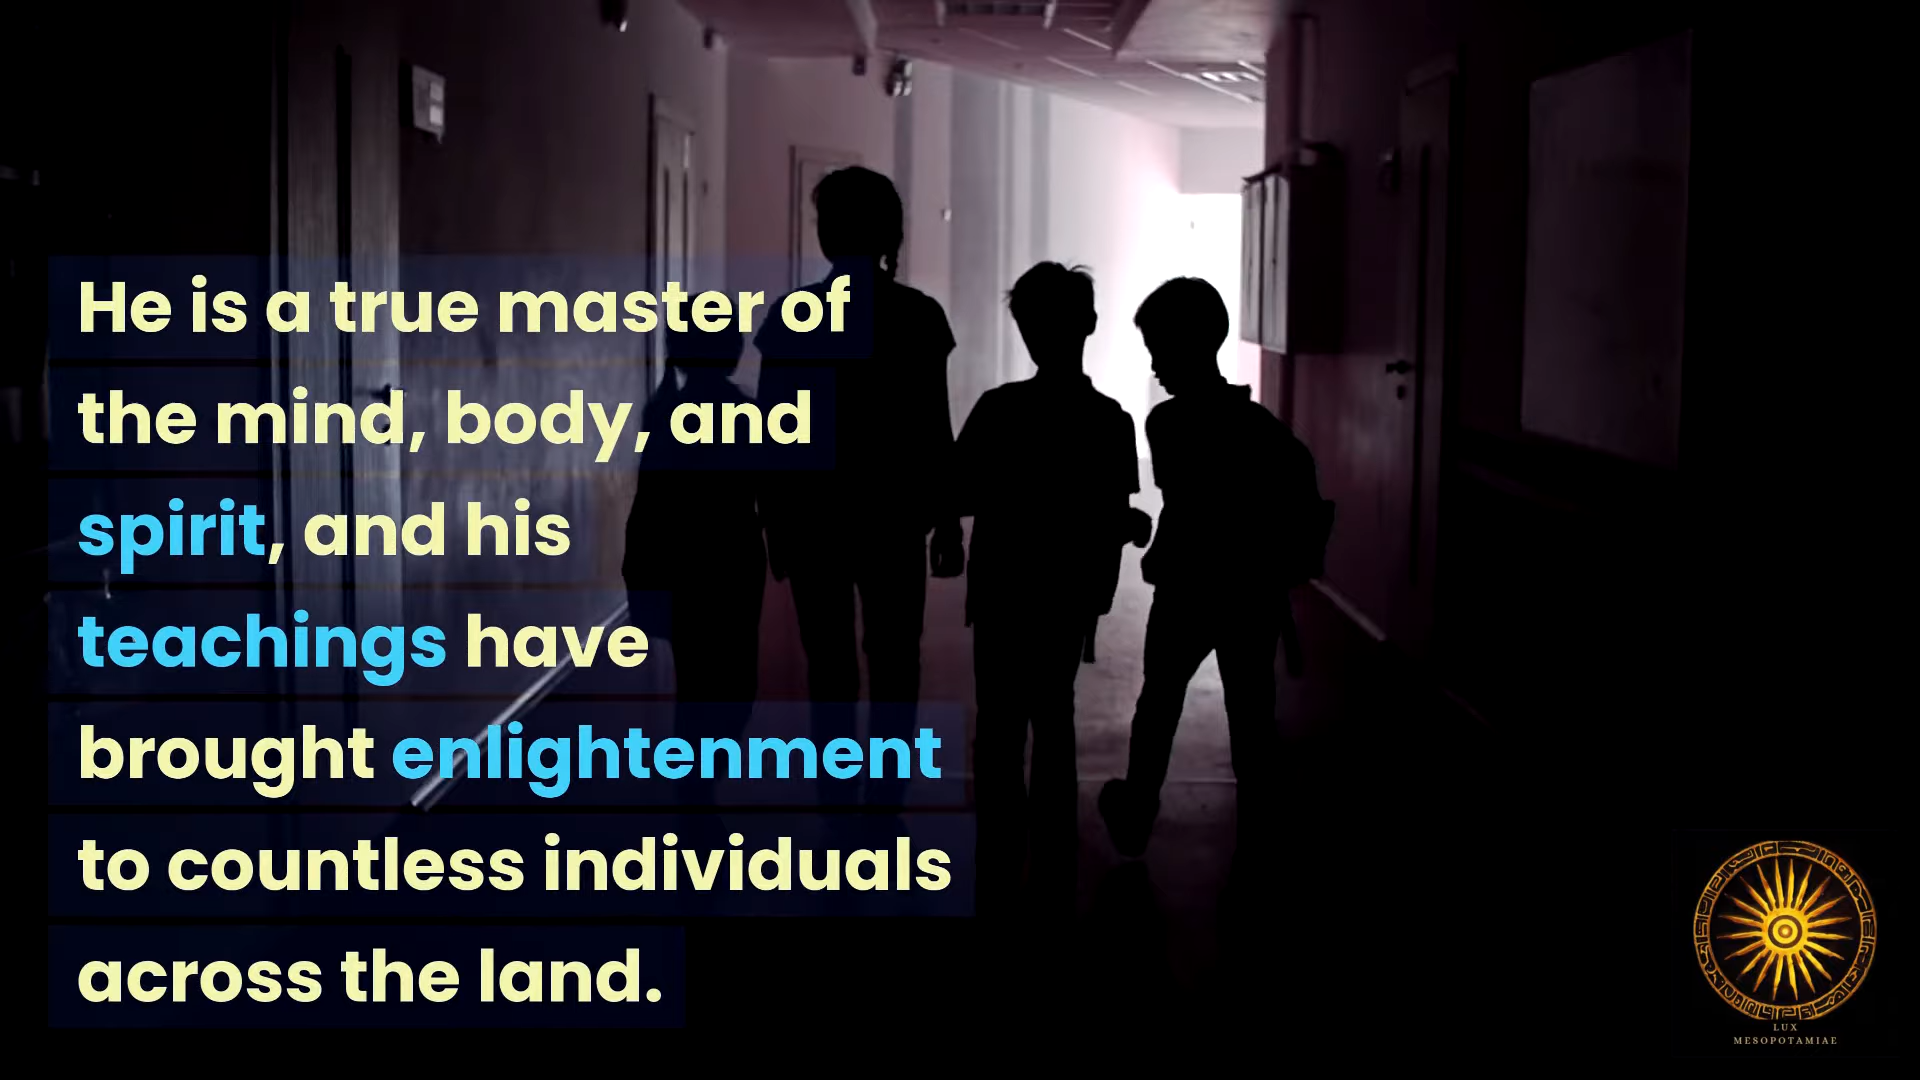 He is a true master of
the mind, body, and
spirit, and his
teachings have
brought enlightenment
to countless individuals
across the land.
LUX
MESOPOTAMIAE